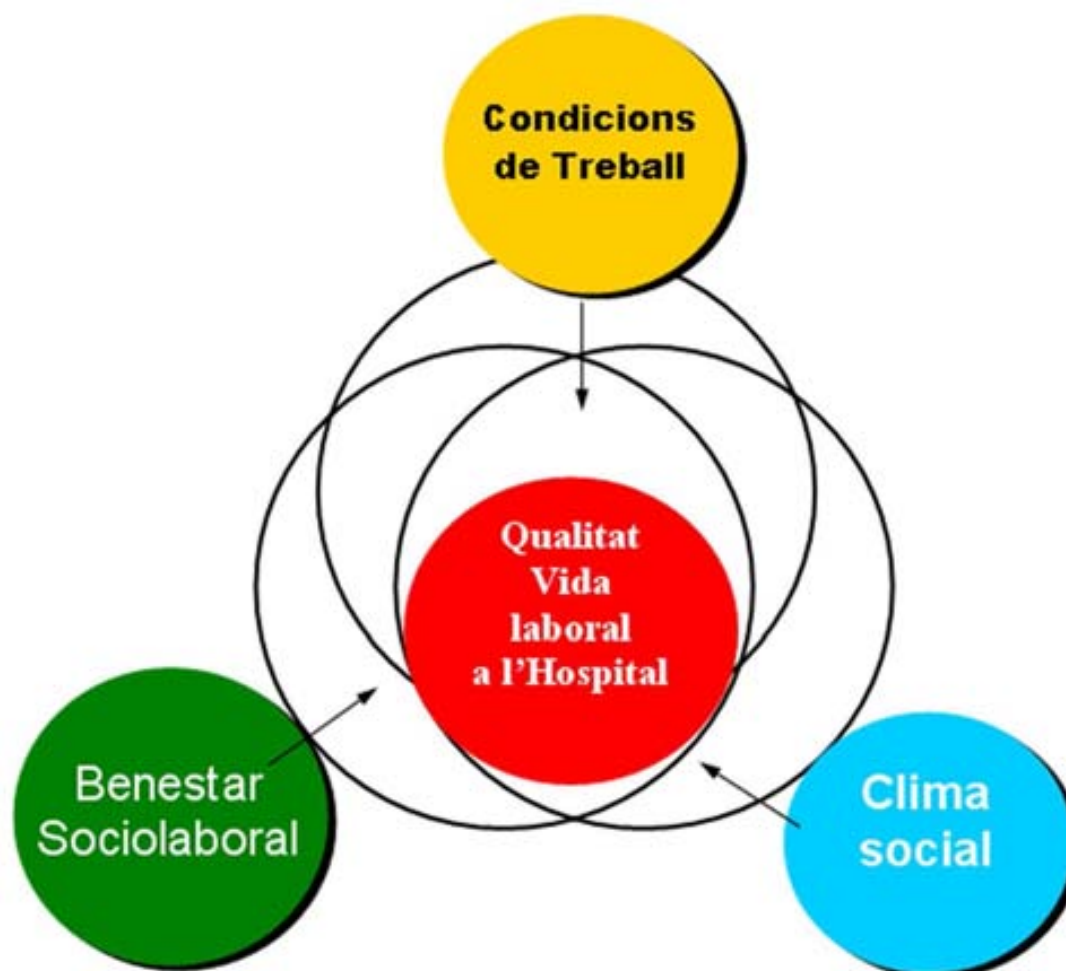 Condicions
de Treball
Qualitat
Vida
laboral
a l’Hospital
Benestar
Sociolaboral
Clima
social